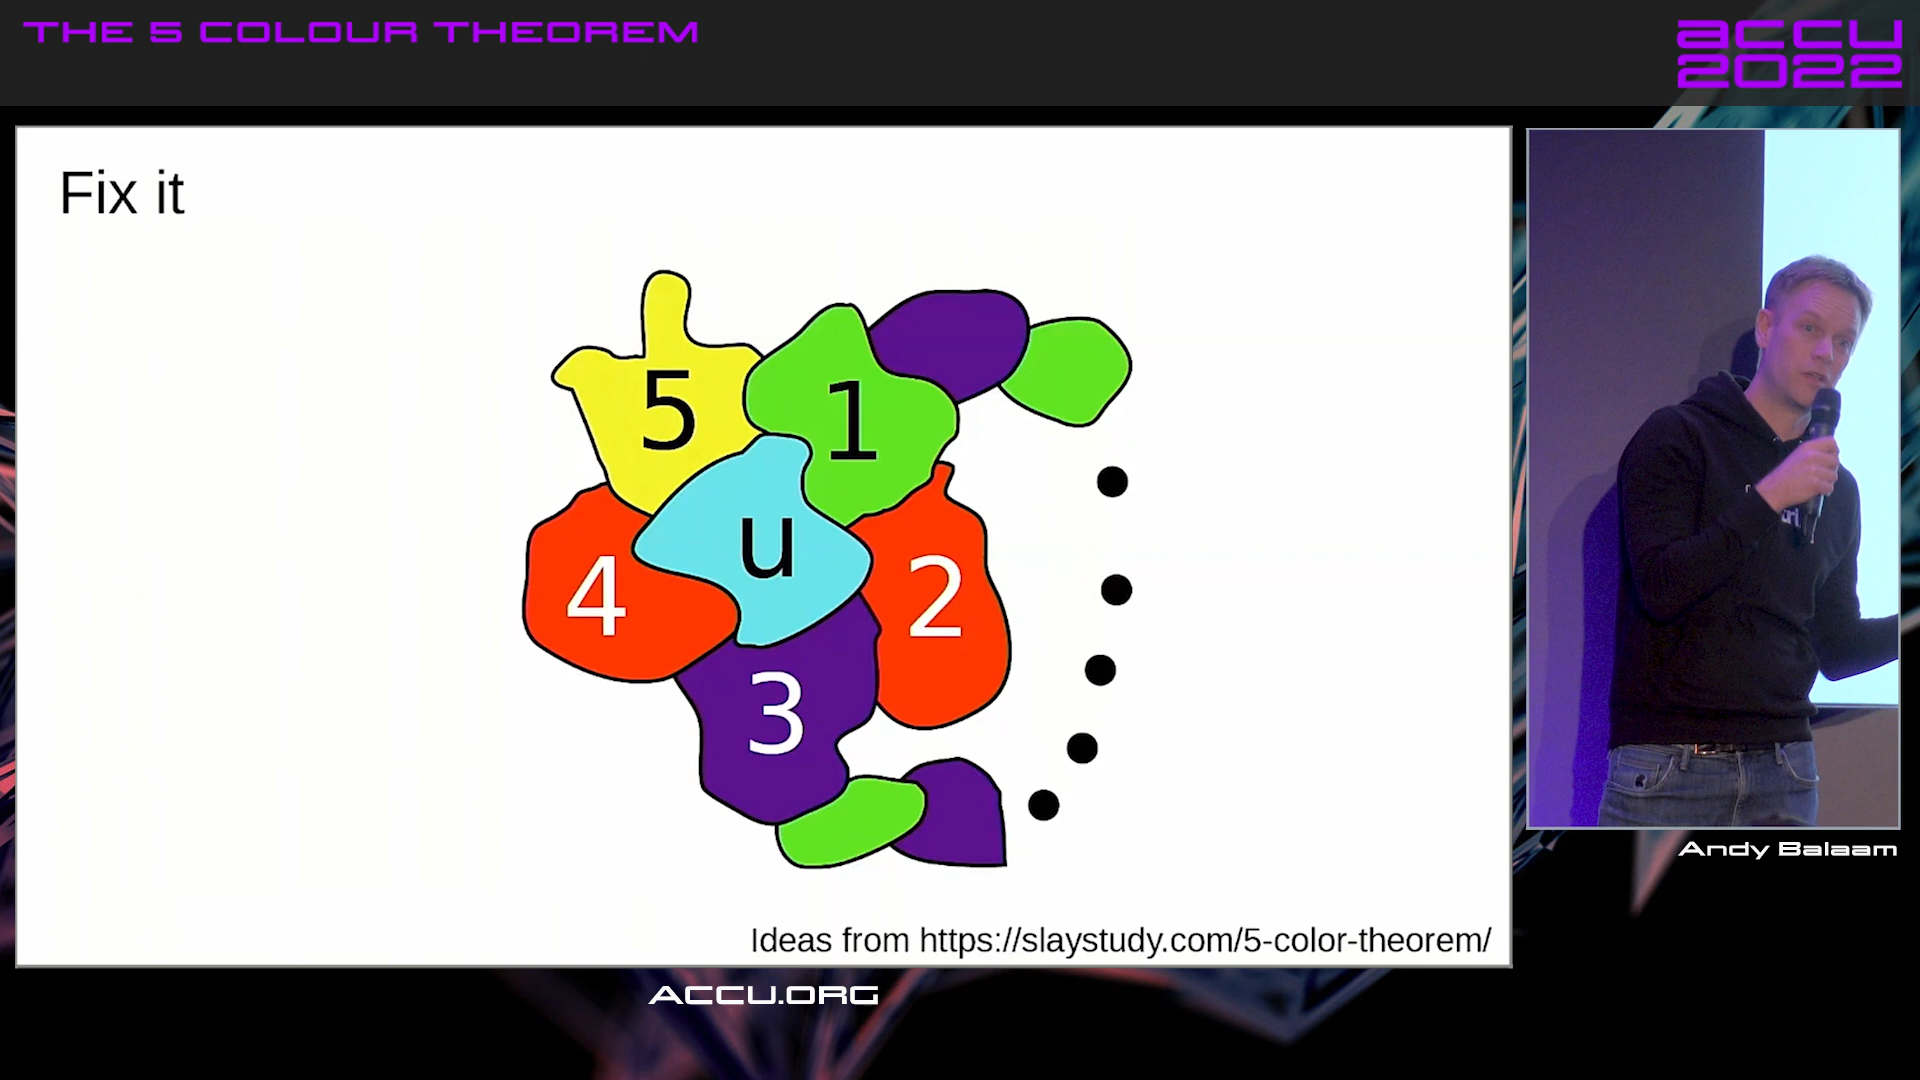 THE 5 COLOUR THEOREM
accu
2022
Fix it
5
1
u
4
2
3
Ideas from https://slaystudy.com/5-color-theorem/
Andy Balaam
ACCU.ORG